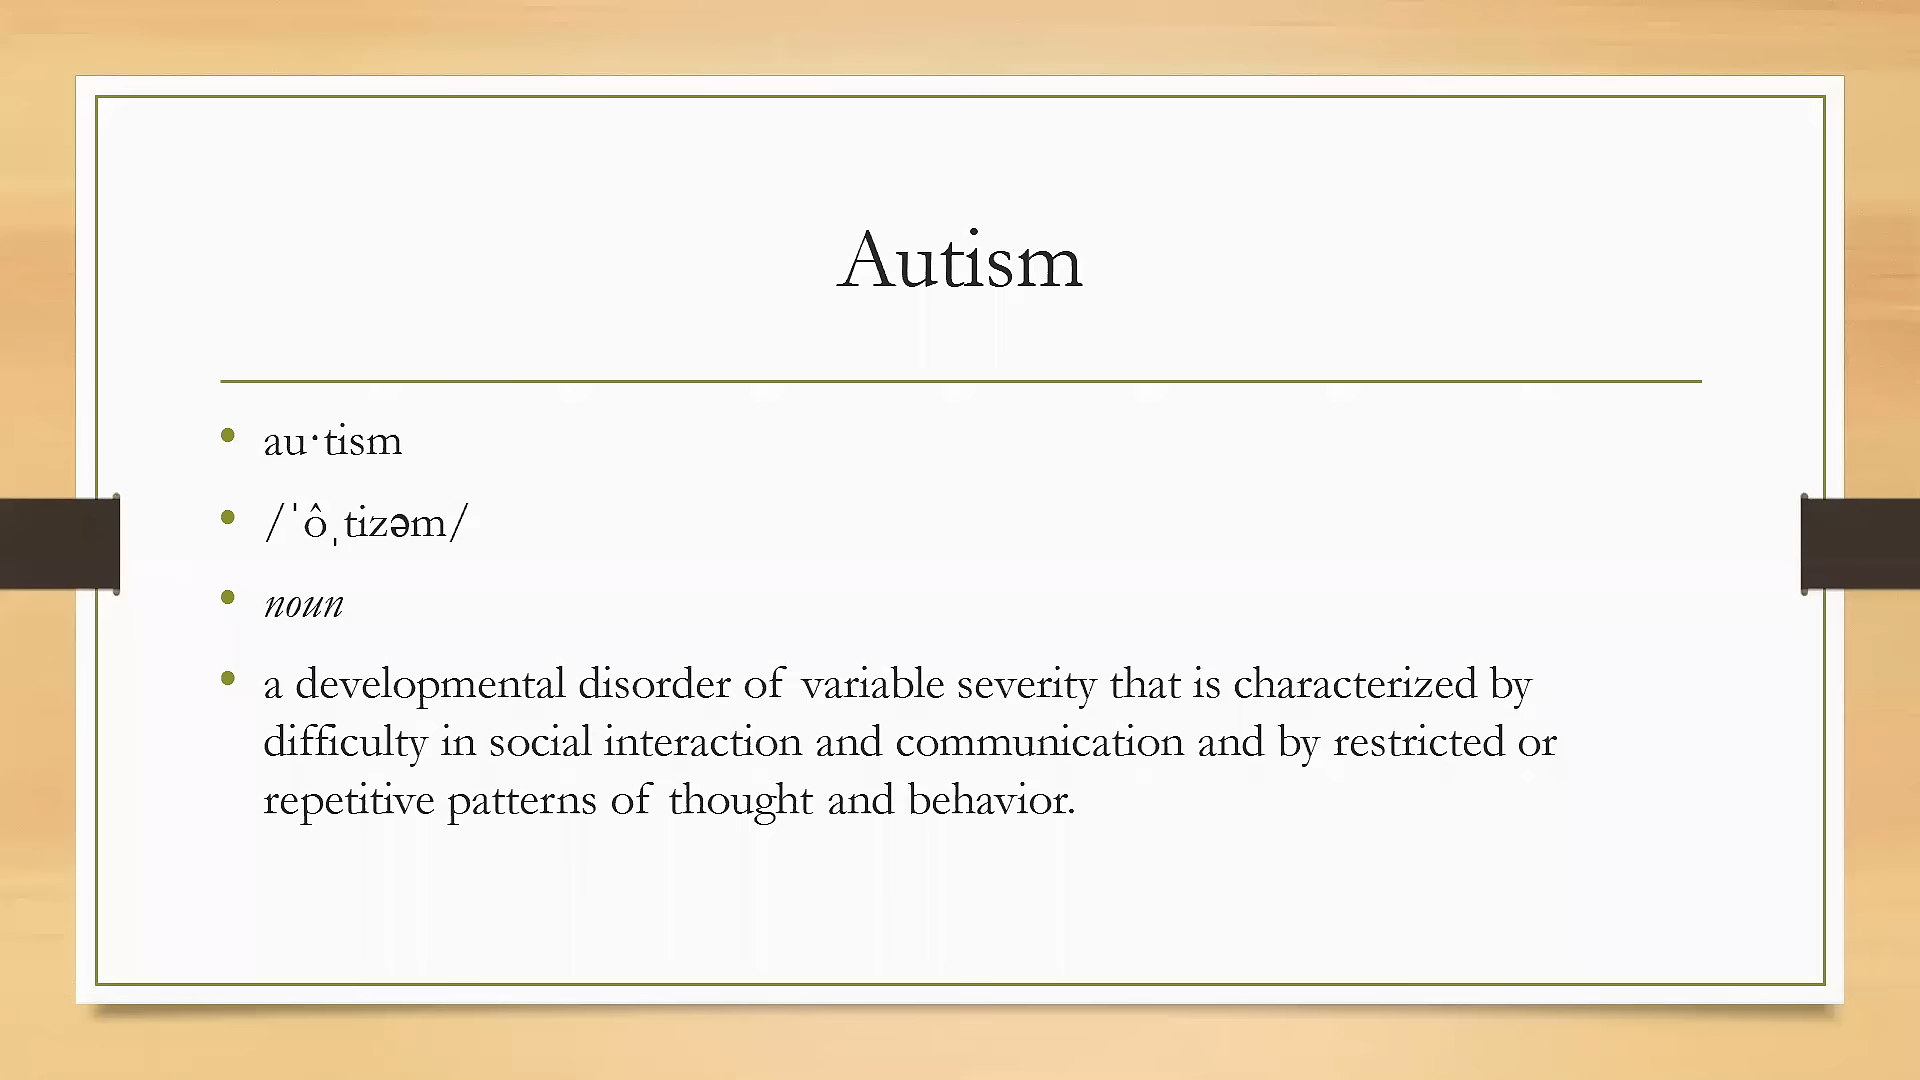 Autism
• au·tism
• /ˈôˌtizəm/
• noun
• a developmental disorder of variable severity that is characterized by
difficulty in social interaction and communication and by restricted or
repetitive patterns of thought and behavior.